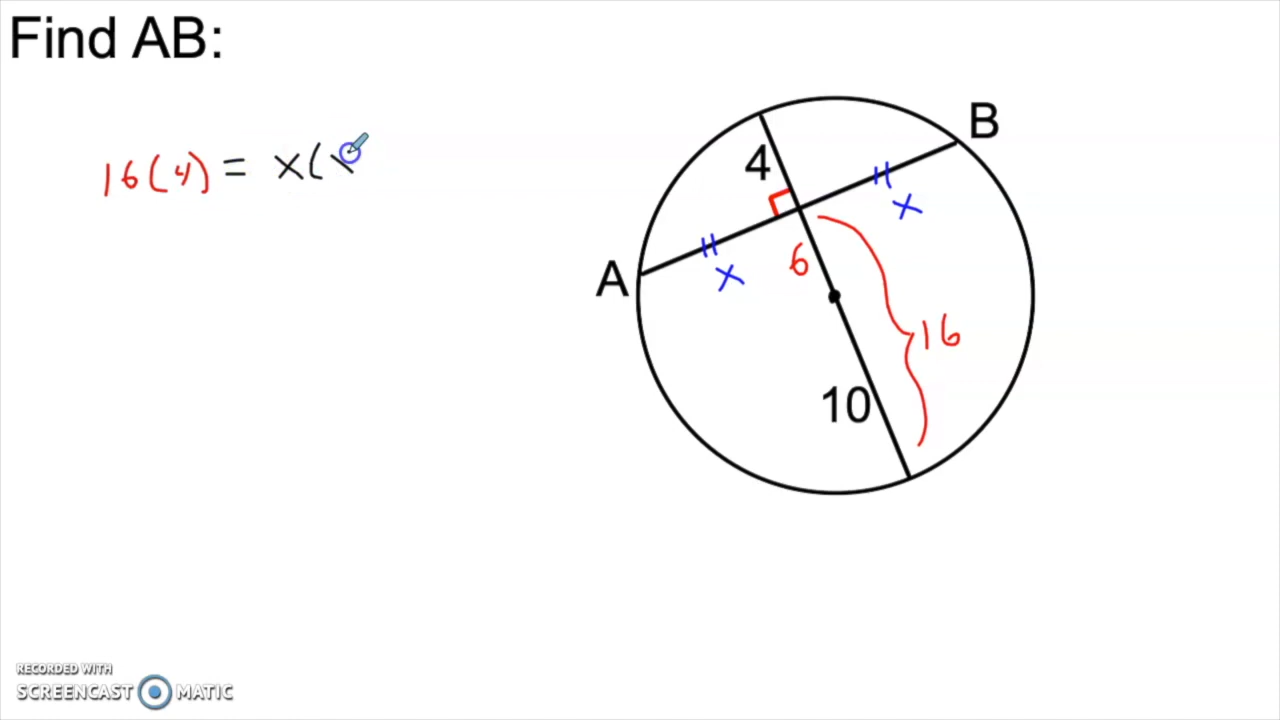 Find AB:
16(4) = x(x
B
4
x
A
x
6
16
10
RECORDED WITH
SCREENCAST MATIC